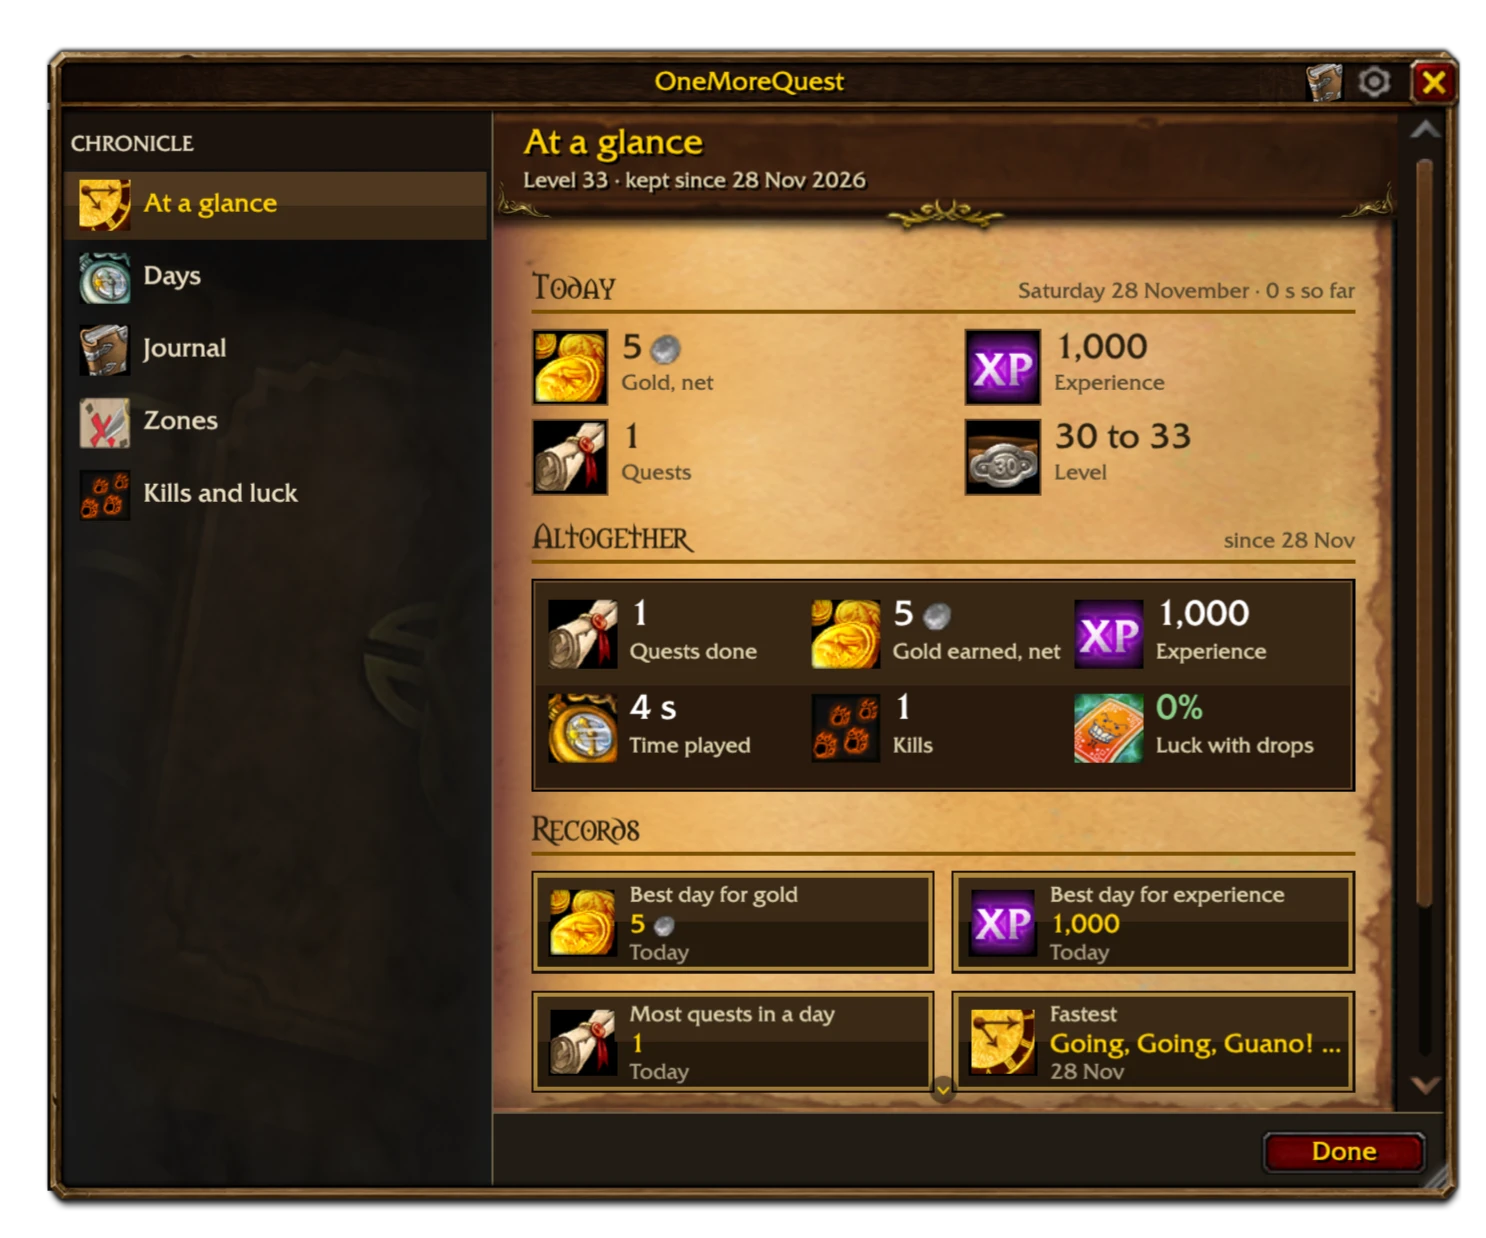 OneMoreQuest
CHRONICLE
At a glance
Days
Journal
Zones
Kills and luck
At a glance
Level 33 · kept since 28 Nov 2026
Today
Saturday 28 November · 0 s so far
5
Gold, net
XP
1,000
Experience
1
Quests
30
30 to 33
Level
Altogether
since 28 Nov
1
Quests done
5
Gold earned, net
XP
1,000
Experience
4 s
Time played
1
Kills
0%
Luck with drops
Records
Best day for gold
5
Today
XP
Best day for experience
1,000
Today
Most quests in a day
1
Today
Fastest
Going, Going, Guano! ...
28 Nov
Done